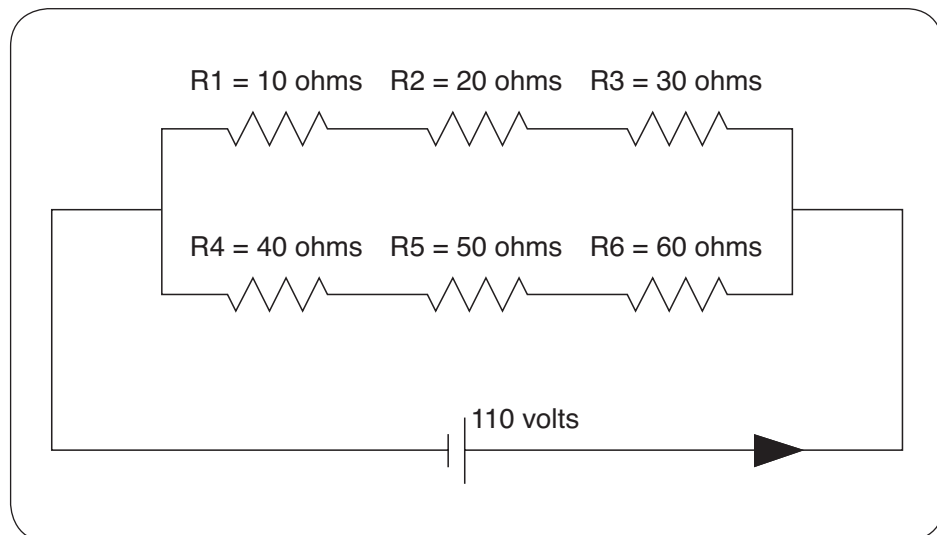 R1 = 10 ohms R2 = 20 ohms R3 = 30 ohms
R4 = 40 ohms R5 = 50 ohms R6 = 60 ohms
110 volts